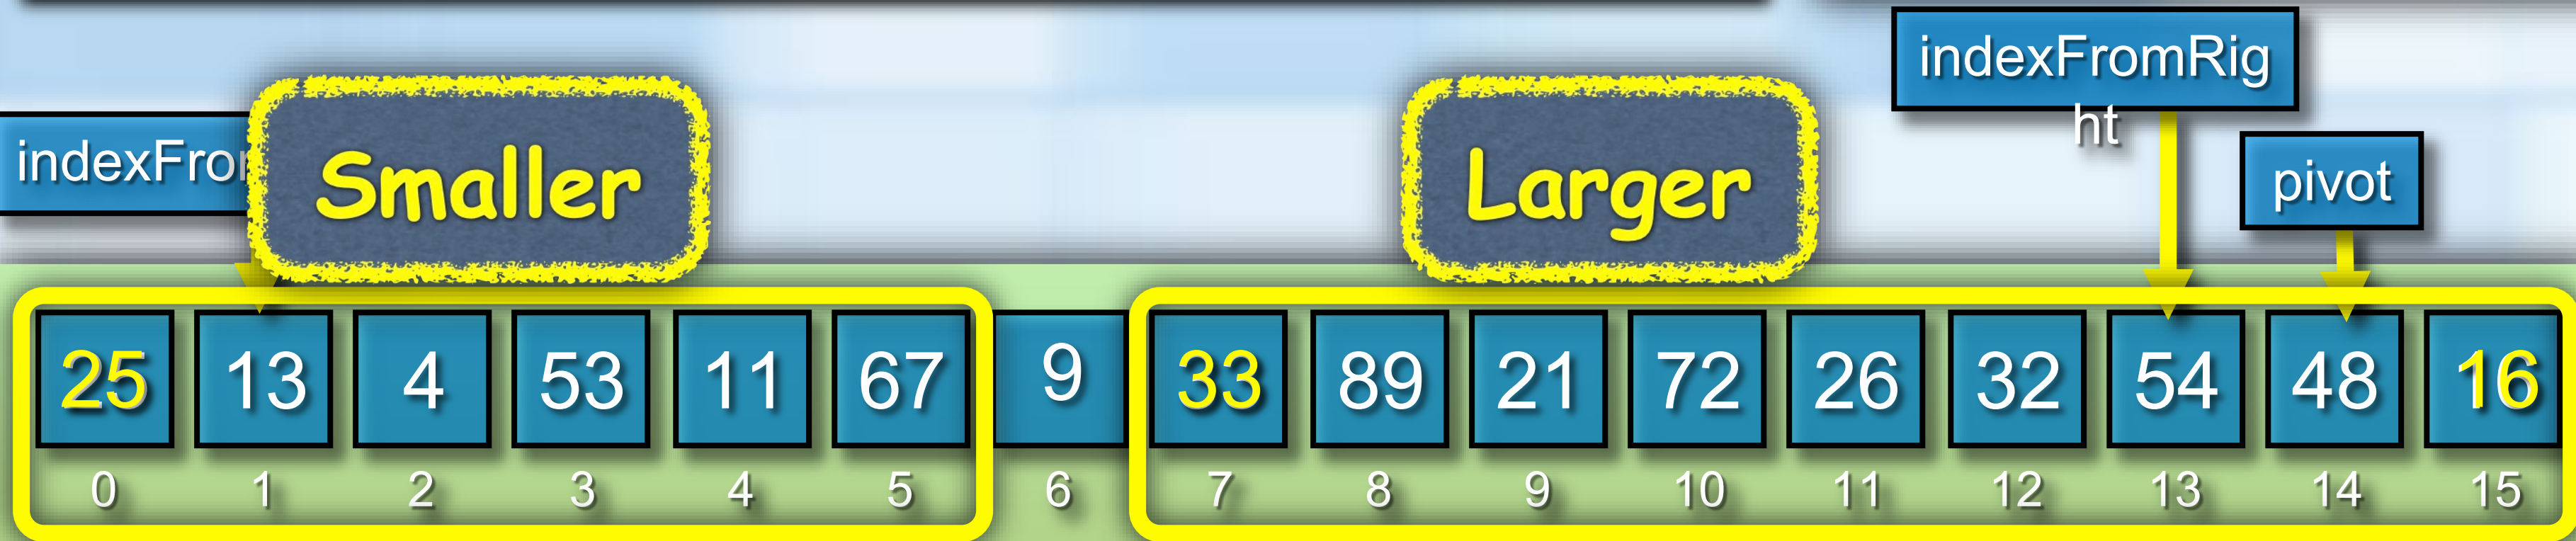 indexFromRig
ht
indexFro
Smaller
Larger
pivot
25 13 4 53 11 67 9 33 89 21 72 26 32 54 48 16
0 1 2 3 4 5 6 7 8 9 10 11 12 13 14 15